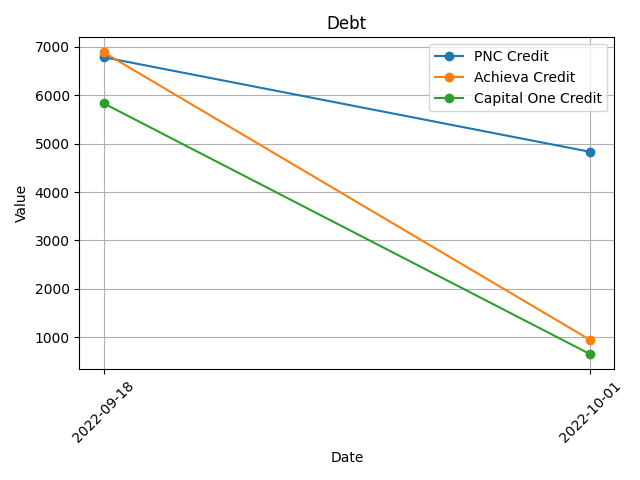 Debt
PNC Credit
Achieva Credit
Capital One Credit
7000
6000
5000
4000
3000
2000
1000
Value
2022-09-18
2022-10-01
Date